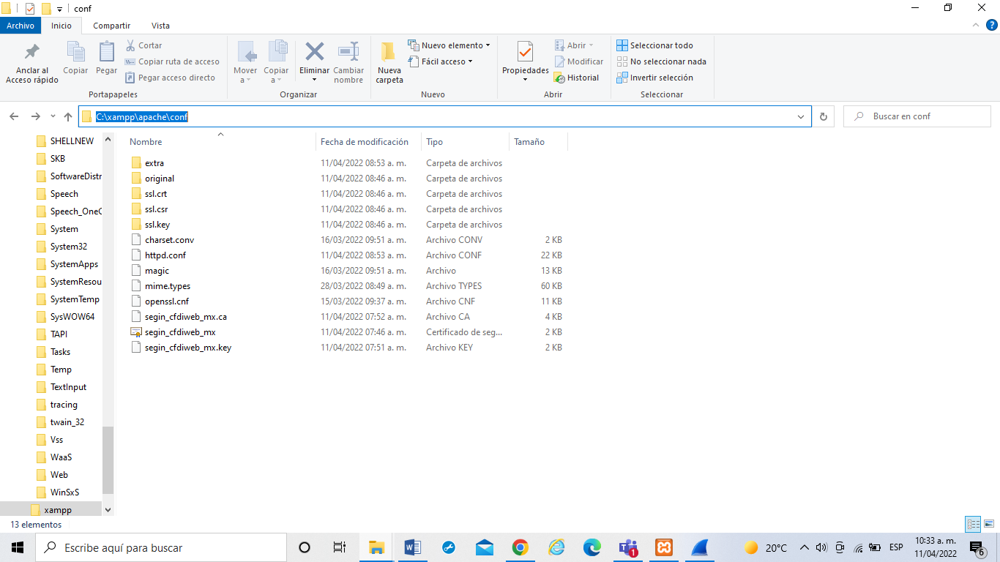 conf
Archivo Inicio Compartir Vista
Anclar al Acceso rápido
Copiar
Pegar
Cortar
Copiar ruta de acceso
Pegar acceso directo
Portapapeles
Mover a
Copiar a
Eliminar
Cambiar nombre
Organizar
Nueva carpeta
Nuevo elemento
Fácil acceso
Nuevo
Propiedades
Abrir
Modificar
Historial
Abrir
Seleccionar todo
No seleccionar nada
Invertir selección
Seleccionar
C:\xampp\apache\conf
Buscar en conf
SHELLNEW
SKB
SoftwareDistr
Speech
Speech_OneC
System
System32
SystemApps
SystemResou
SystemTemp
SysWOW64
TAPI
Tasks
Temp
TextInput
tracing
twain_32
Vss
WaaS
Web
WinSxS
xampp
Nombre Fecha de modificación Tipo Tamaño
extra 11/04/2022 08:53 a. m. Carpeta de archivos
original 11/04/2022 08:46 a. m. Carpeta de archivos
ssl.crt 11/04/2022 08:46 a. m. Carpeta de archivos
ssl.csr 11/04/2022 08:46 a. m. Carpeta de archivos
ssl.key 11/04/2022 08:46 a. m. Carpeta de archivos
charset.conv 16/03/2022 09:51 a. m. Archivo CONV 2 KB
httpd.conf 11/04/2022 08:53 a. m. Archivo CONF 22 KB
magic 16/03/2022 09:51 a. m. Archivo 13 KB
mime.types 28/03/2022 08:49 a. m. Archivo TYPES 60 KB
openssl.cnf 15/03/2022 09:37 a. m. Archivo CNF 11 KB
segin_cfdiweb_mx.ca 11/04/2022 07:52 a. m. Archivo CA 4 KB
segin_cfdiweb_mx 11/04/2022 07:46 a. m. Certificado de seg... 2 KB
segin_cfdiweb_mx.key 11/04/2022 07:51 a. m. Archivo KEY 2 KB
13 elementos
Escribe aquí para buscar
1
20°C
ESP
10:33 a. m.
11/04/2022
6